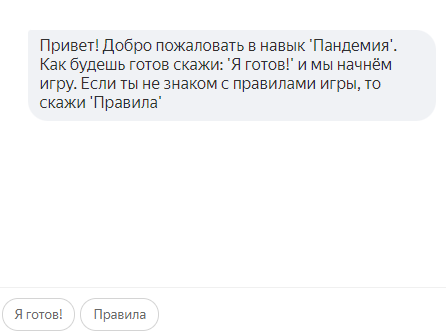 Привет! Добро пожаловать в навык 'Пандемия'.
Как будешь готов скажи: 'Я готов!' и мы начнём
игру. Если ты не знаком с правилами игры, то
скажи 'Правила'
Я готов!
Правила